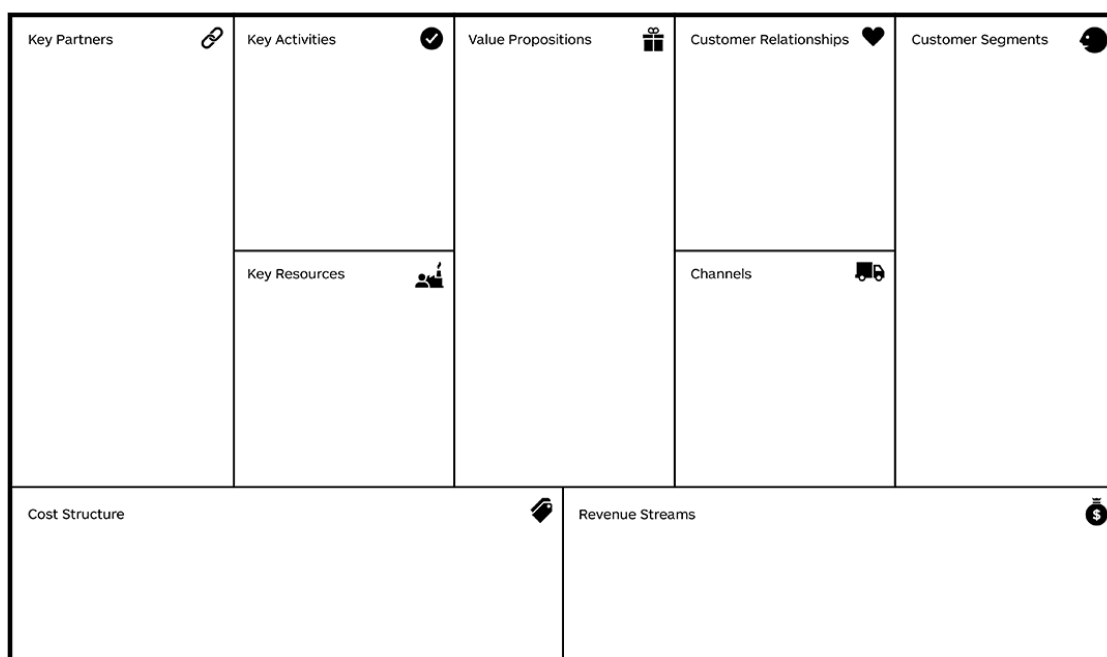 Key Partners
Key Activities
Value Propositions
Customer Relationships
Customer Segments
Key Resources
Channels
Cost Structure
Revenue Streams
$